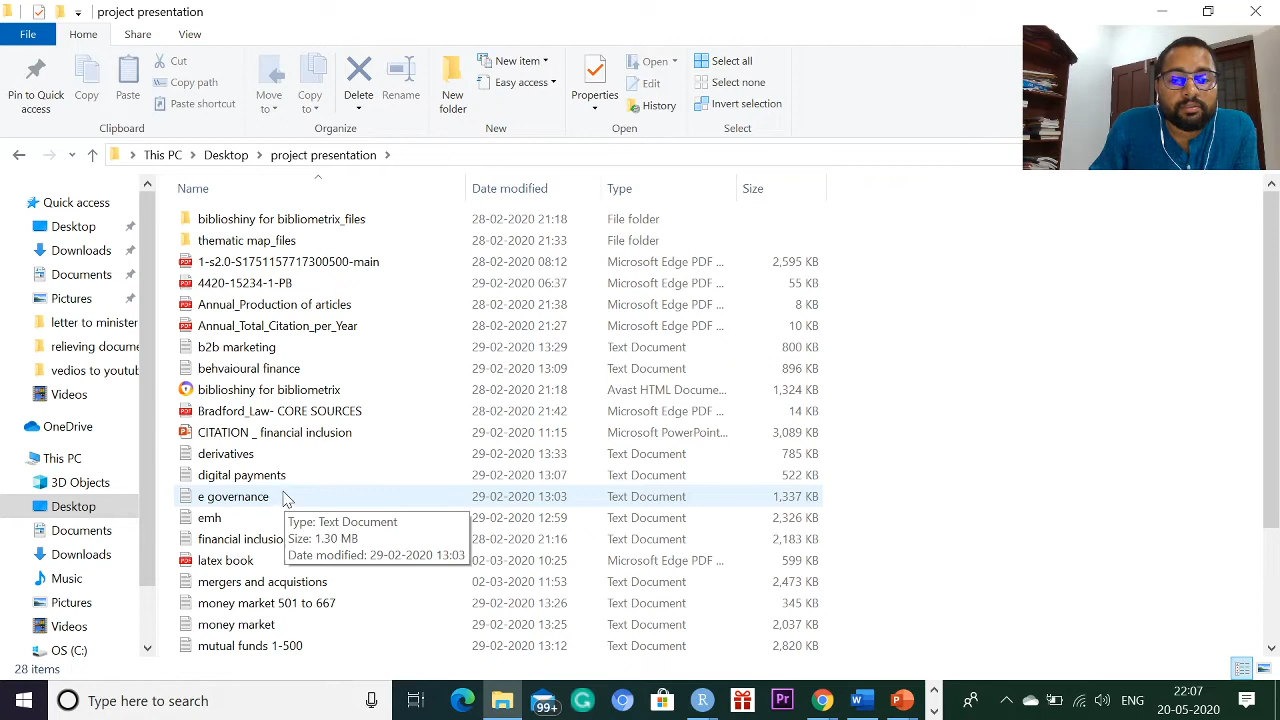 project presentation
File Home Share View
Pin to Quick access
Copy
Paste
Cut
Copy path
Paste shortcut
Clipboard
Move to
Copy to
Delete
Rename
Organize
New folder
New item
access
New
Properties
Open
Edit
History
Open
Select all
Select none
Invert selection
Select
This PC Desktop project presentation
Name Date modified Type Size
Quick access
Desktop
Downloads
Documents
Pictures
letter to minister
relieving docume
vedios to youtub
Videos
OneDrive
This PC
3D Objects
Desktop
Documents
Downloads
Music
Pictures
Videos
OS (C:)
biblioshiny for bibliometrix_files 28-02-2020 21:18 File folder
thematic map_files 28-02-2020 21:33 File folder
1-s2.0-S1751157717300500-main 28-02-2020 08:12 Microsoft Edge PDF ... 2,595 KB
4420-15234-1-PB 29-02-2020 06:37 Microsoft Edge PDF ... 55 KB
Annual_Production of articles 28-02-2020 21:38 Microsoft Edge PDF ... 8 KB
Annual_Total_Citation_per_Year 28-02-2020 21:27 Microsoft Edge PDF ... 10 KB
b2b marketing 29-02-2020 13:29 Text Document 800 KB
behvaioural finance 29-02-2020 13:09 Text Document 896 KB
biblioshiny for bibliometrix 28-02-2020 21:18 Avast HTML Docume... 1,324 KB
Bradford_Law- CORE SOURCES 28-02-2020 21:42 Microsoft Edge PDF ... 14 KB
CITATION _ financial indusion 29-02-2020 11:15 Microsoft PowerPoint... 3,089 KB
derivatives 29-02-2020 13:33 Text Document 785 KB
digital payments 29-02-2020 13:07 Text Document 522 KB
e governance 29-02-2020 13:03 Text Document 1,337 KB
emh 29-02-2020 12:59 Text Document 2,326 KB
financial inclusio 28-02-2020 21:16 Text Document 2,183 KB
latex book 02-03-2020 10:25 Microsoft Edge PDF ... 599 KB
mergers and acquistions 02-03-2020 11:53 Text Document 2,473 KB
money market 501 to 667 29-02-2020 13:26 Text Document 345 KB
money market 29-02-2020 13:25 Text Document 2,037 KB
mutual funds 1-500 29-02-2020 13:12 Text Document 2,820 KB
Type: Text Document
Size: 1.30 MB
Date modified: 29-02-2020 13:03
28 items
Type here to search
99+
R
Pr
ENG
22:07
20-05-2020